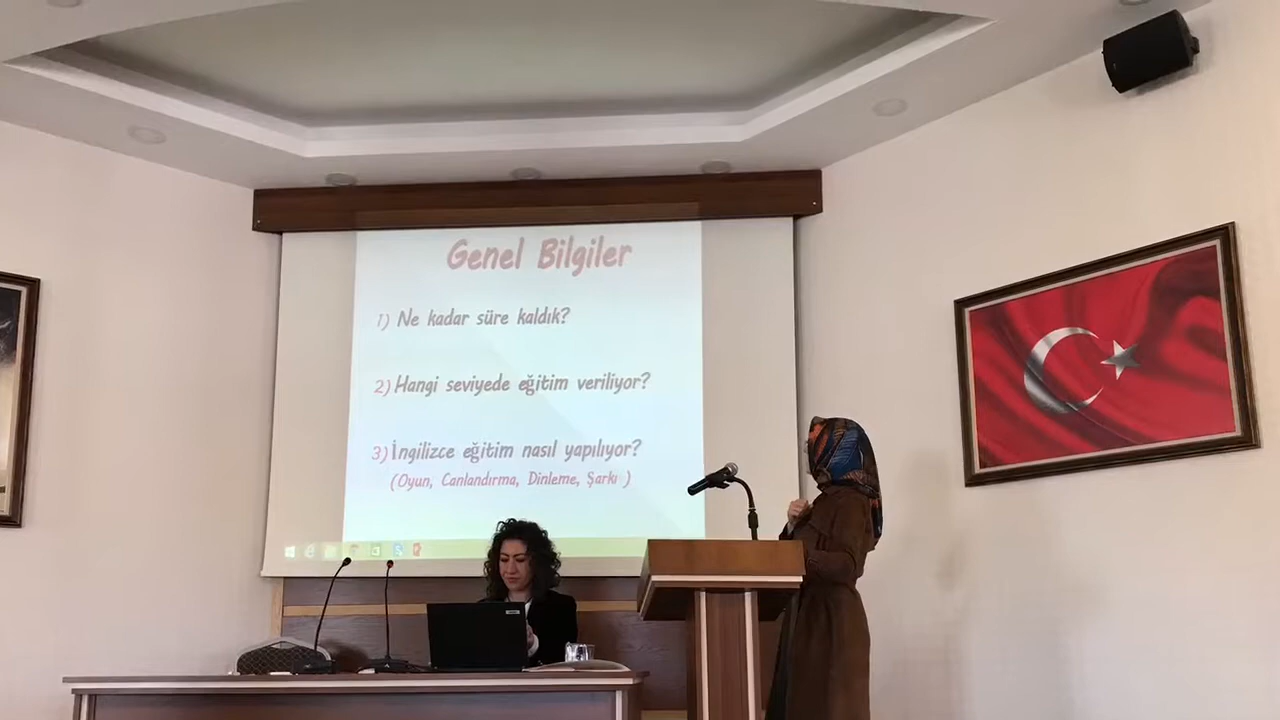 Genel Bilgiler
1) Ne kadar süre kaldık?
2) Hangi seviyede eğitim veriliyor?
3) İngilizce eğitim nasıl yapılıyor?
(Oyun, Canlandırma, Dinleme, Şarkı )